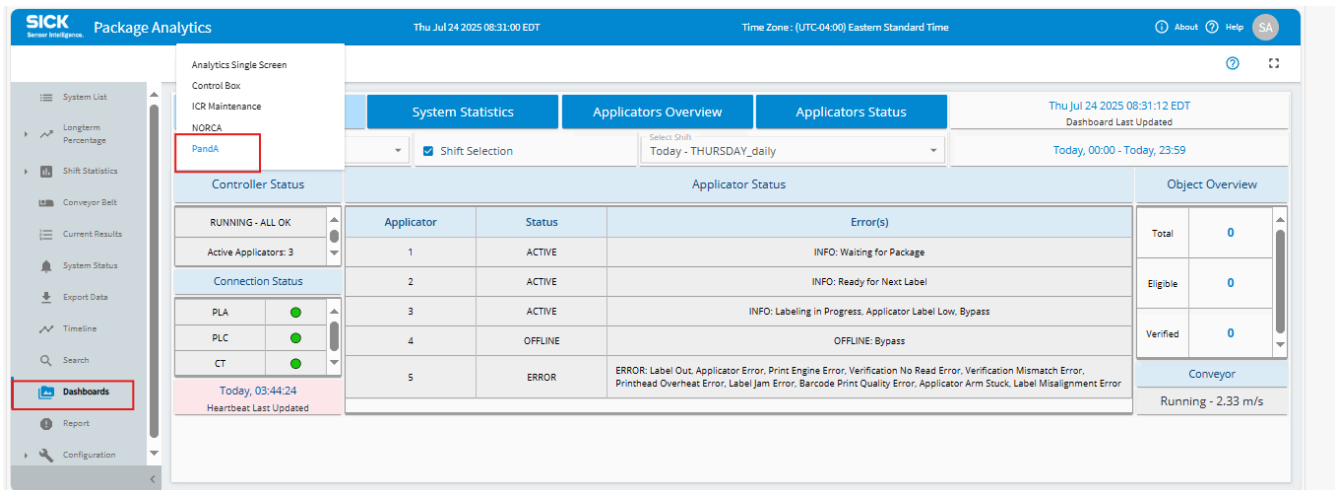 SICK
Sensor Intelligence.
Package Analytics
Thu Jul 24 2025 08:31:00 EDT
Time Zone : (UTC-04:00) Eastern Standard Time
About
Help
SA
Analytics Single Screen
Control Box
ICR Maintenance
NORCA
PandA
System List
Longterm
Percentage
Shift Statistics
Conveyor Belt
Current Results
System Status
Export Data
Timeline
Search
Dashboards
Report
Configuration
System Statistics
Applicators Overview
Applicators Status
Thu Jul 24 2025 08:31:12 EDT
Dashboard Last Updated
Shift Selection
Select Shift
Today - THURSDAY_daily
Today, 00:00 - Today, 23:59
Controller Status
RUNNING - ALL OK
Active Applicators: 3
Connection Status
PLA
PLC
CT
Today, 03:44:24
Heartbeat Last Updated
Applicator Status
Applicator Status Error(s)
1 ACTIVE INFO: Waiting for Package
2 ACTIVE INFO: Ready for Next Label
3 ACTIVE INFO: Labeling in Progress, Applicator Label Low, Bypass
4 OFFLINE OFFLINE: Bypass
5 ERROR ERROR: Label Out, Applicator Error, Print Engine Error, Verification No Read Error, Verification Mismatch Error,
Printhead Overheat Error, Label Jam Error, Barcode Print Quality Error, Applicator Arm Stuck, Label Misalignment Error
Object Overview
Total 0
Eligible 0
Verified 0
Conveyor
Running - 2.33 m/s